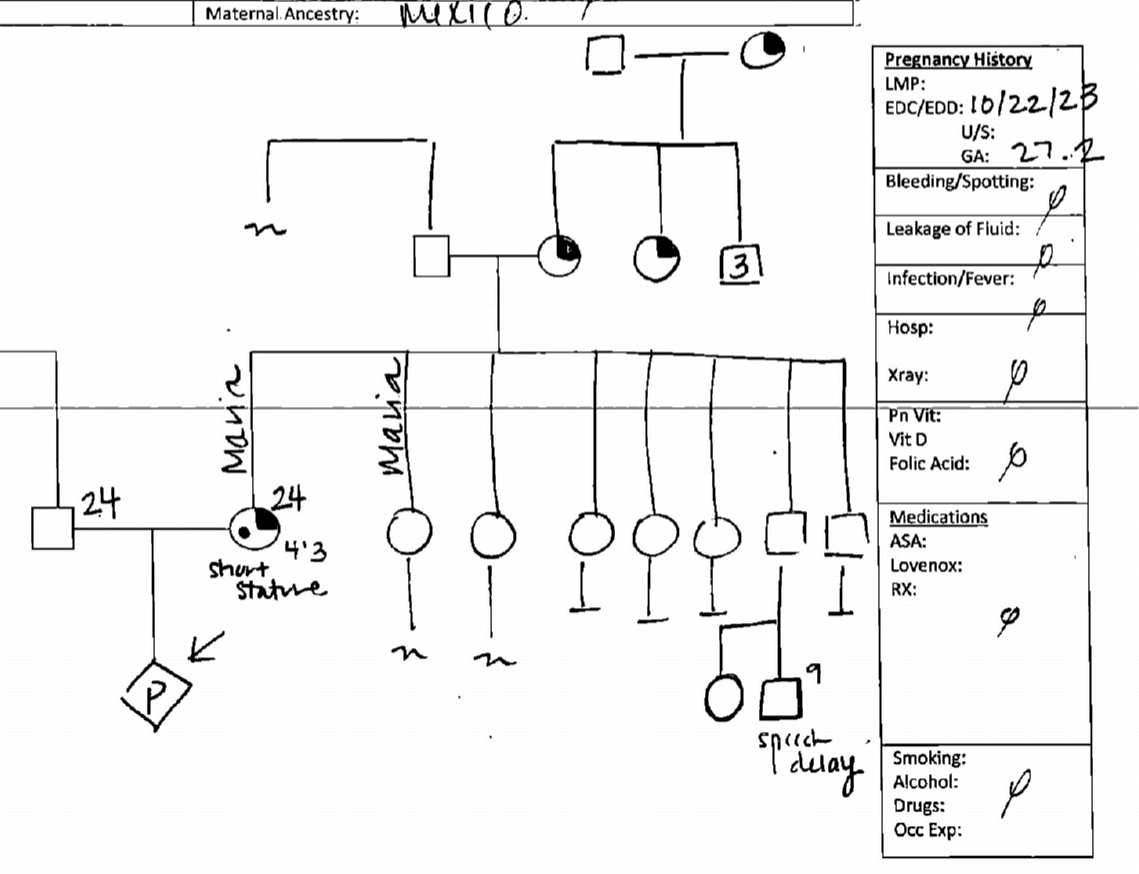 Maternal Ancestry: MEXICO.
Pregnancy History
LMP:
EDC/EDD: 10/22/23
U/S:
GA: 27.2
Bleeding/Spotting: φ
Leakage of Fluid: φ
Infection/Fever: φ
Hosp:
Xray: φ
Pn Vit:
Vit D
Folic Acid: φ
Medications
ASA:
Lovenox:
RX: φ
Smoking:
Alcohol: φ
Drugs:
Occ Exp:
n
3
Maria
Maria
24
24
4'3
short
stature
n
n
P
9
speech
delay